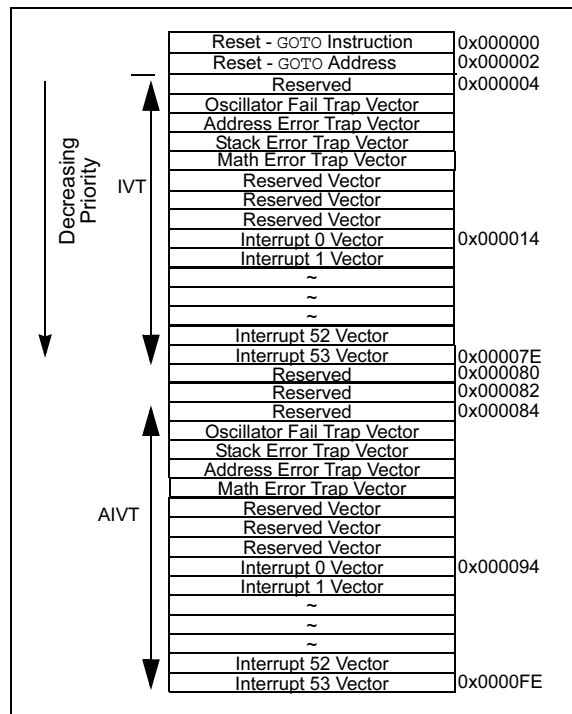 Reset - GOTO Instruction 0x000000
Reset - GOTO Address 0x000002
Reserved 0x000004
Oscillator Fail Trap Vector
Address Error Trap Vector
Stack Error Trap Vector
Math Error Trap Vector
Reserved Vector
Reserved Vector
Reserved Vector
Interrupt 0 Vector 0x000014
Interrupt 1 Vector
~
~
~
Interrupt 52 Vector
Interrupt 53 Vector 0x00007E
Reserved 0x000080
Reserved 0x000082
Reserved 0x000084
Oscillator Fail Trap Vector
Stack Error Trap Vector
Address Error Trap Vector
Math Error Trap Vector
Reserved Vector
Reserved Vector
Reserved Vector
Interrupt 0 Vector 0x000094
Interrupt 1 Vector
~
~
~
Interrupt 52 Vector
Interrupt 53 Vector 0x0000FE
Decreasing
Priority
IVT
AIVT